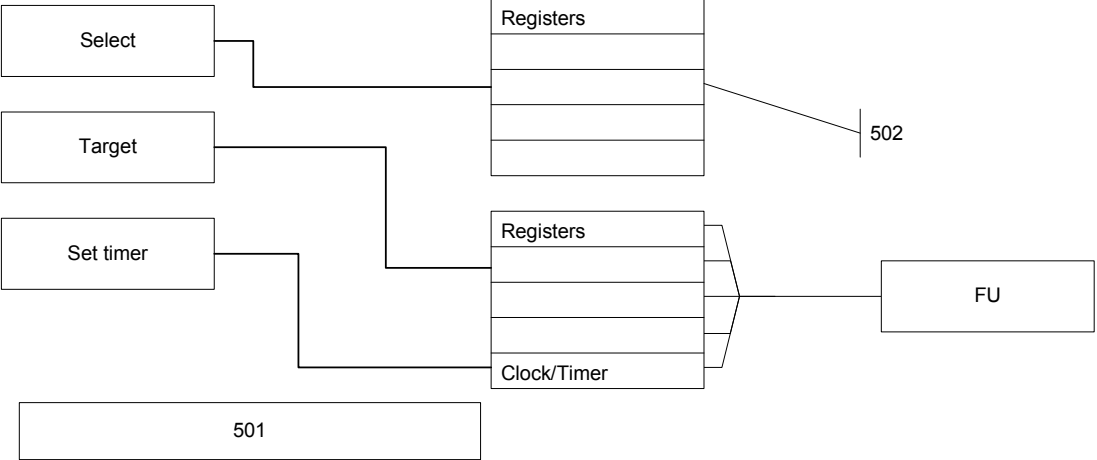 Select
Registers
Target
502
Set timer
Registers
FU
Clock/Timer
501